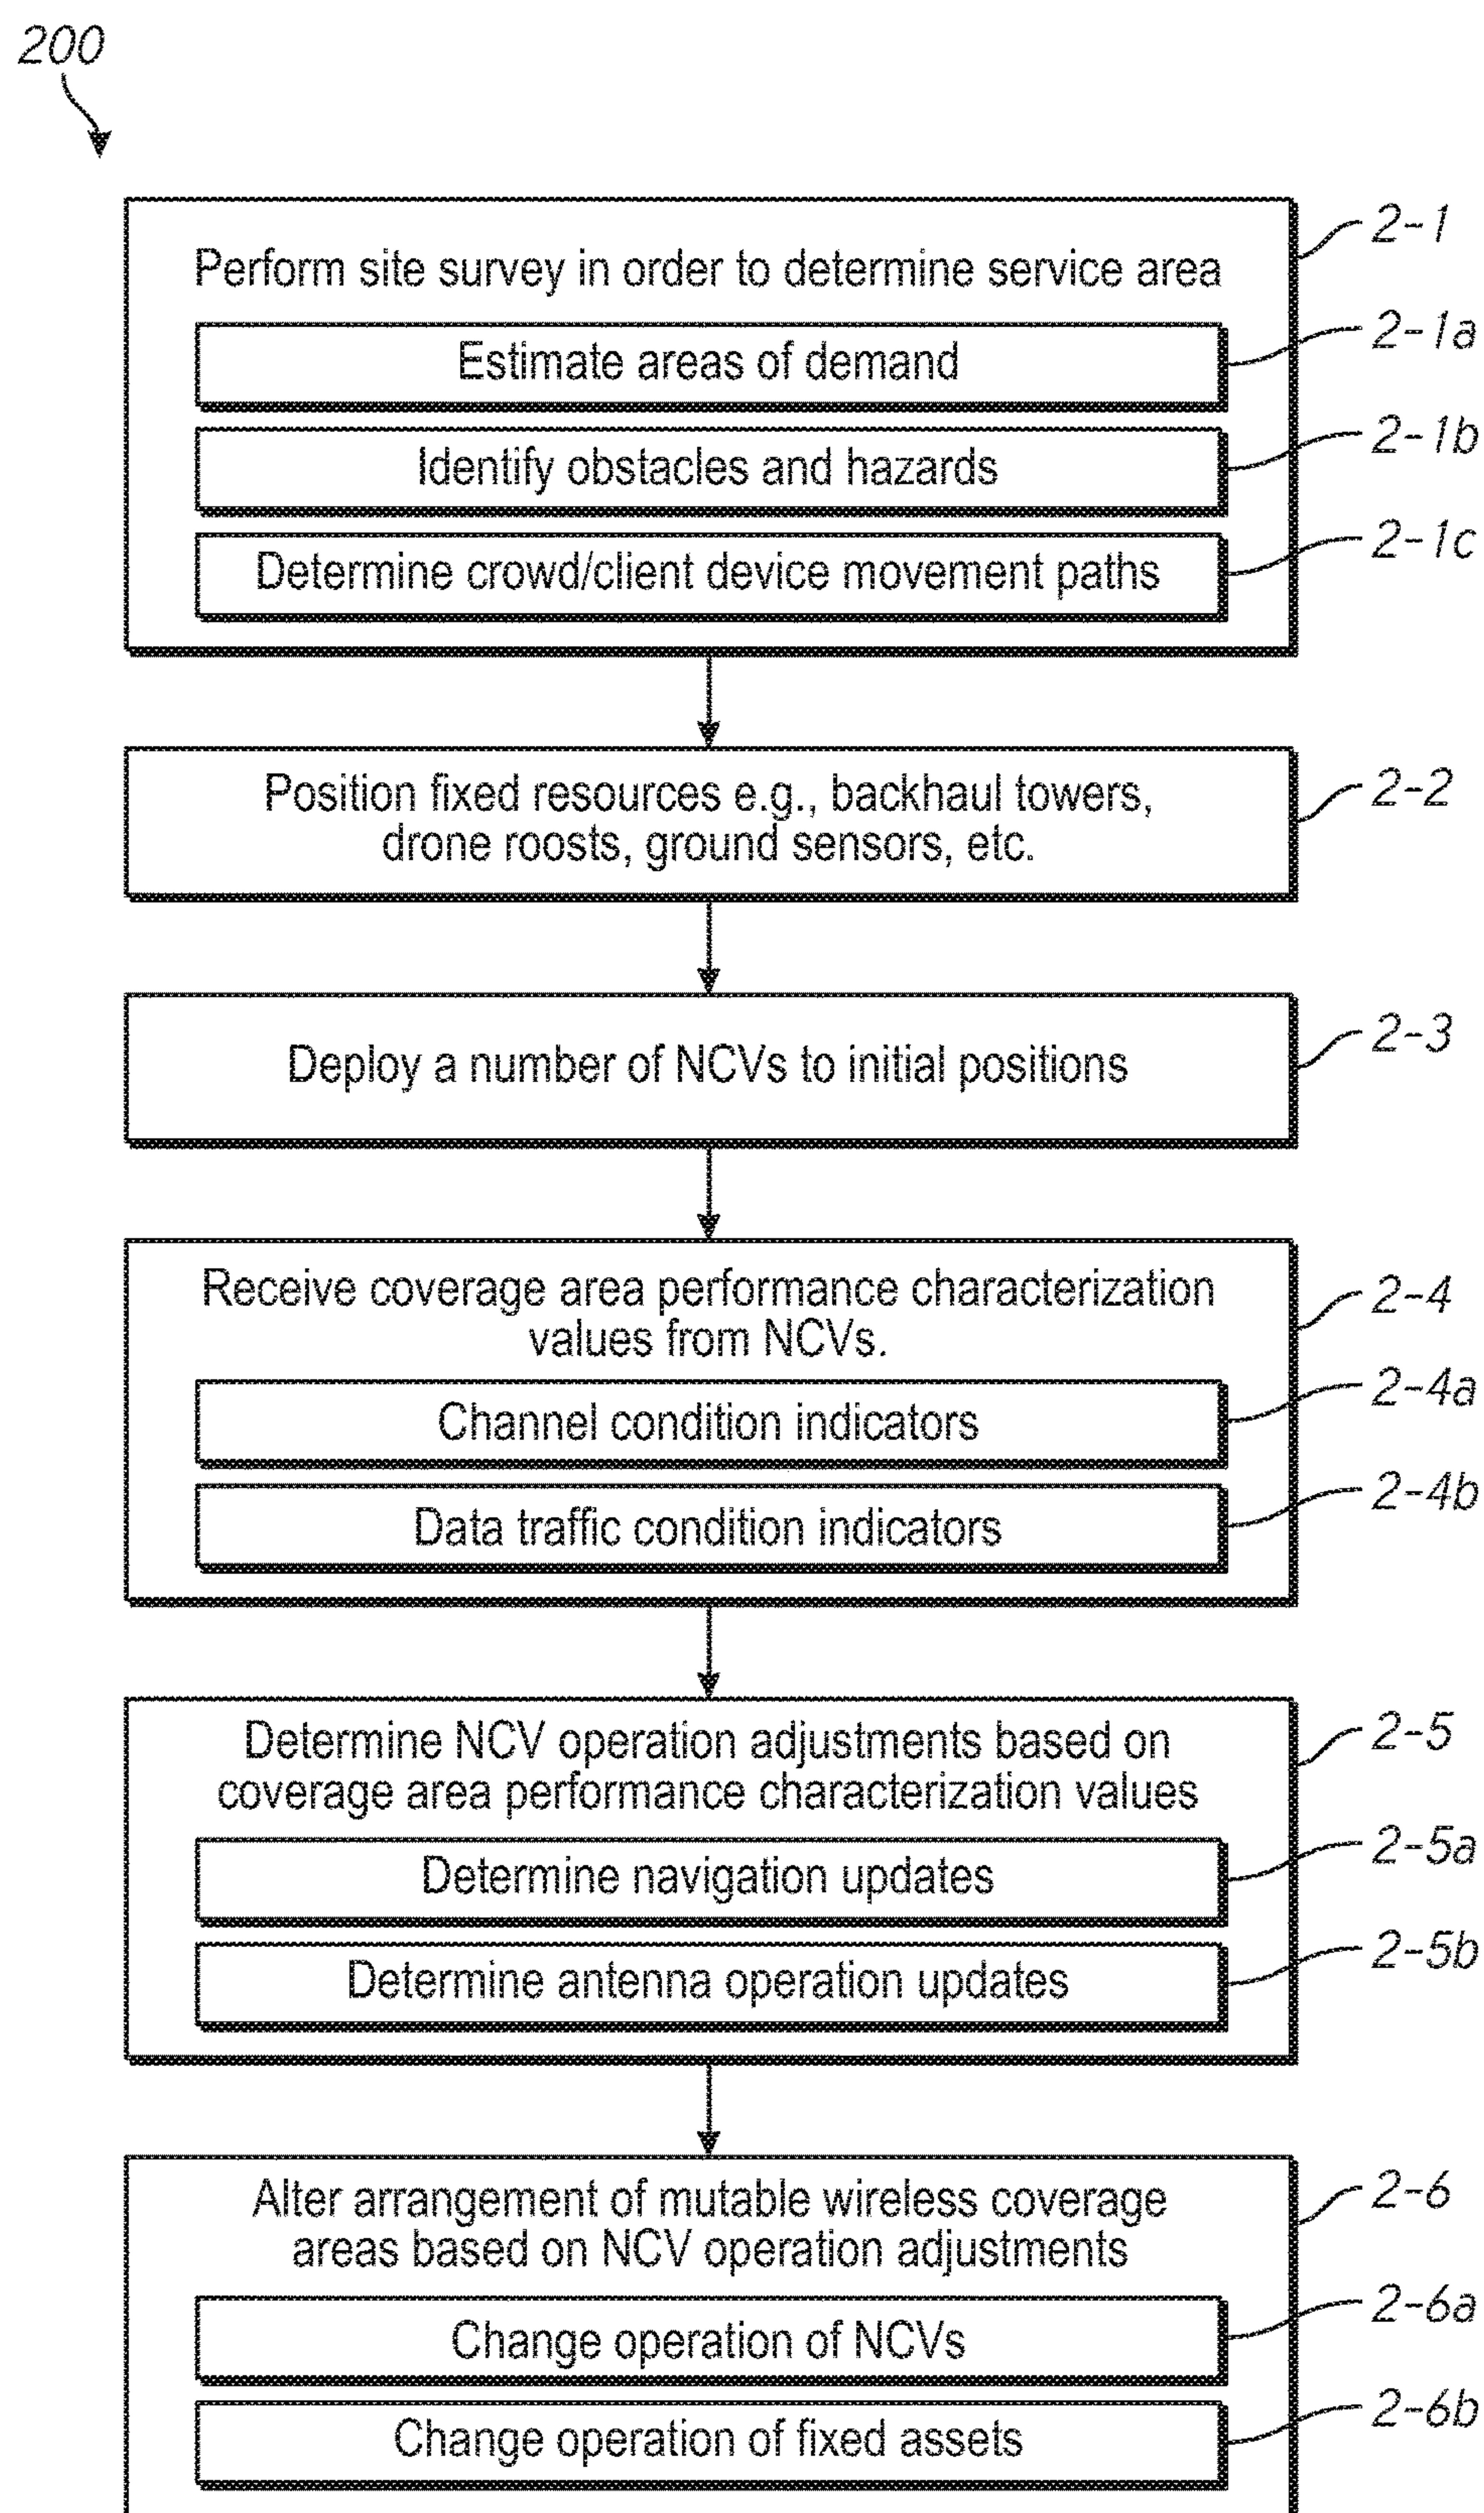 200
Perform site survey in order to determine service area
2-1
Estimate areas of demand
2-1a
Identify obstacles and hazards
2-1b
Determine crowd/client device movement paths
2-1c
Position fixed resources e.g., backhaul towers,
drone roosts, ground sensors, etc.
2-2
Deploy a number of NCVs to initial positions
2-3
Receive coverage area performance characterization
values from NCVs.
2-4
Channel condition indicators
2-4a
Data traffic condition indicators
2-4b
Determine NCV operation adjustments based on
coverage area performance characterization values
2-5
Determine navigation updates
2-5a
Determine antenna operation updates
2-5b
Alter arrangement of mutable wireless coverage
areas based on NCV operation adjustments
2-6
Change operation of NCVs
2-6a
Change operation of fixed assets
2-6b